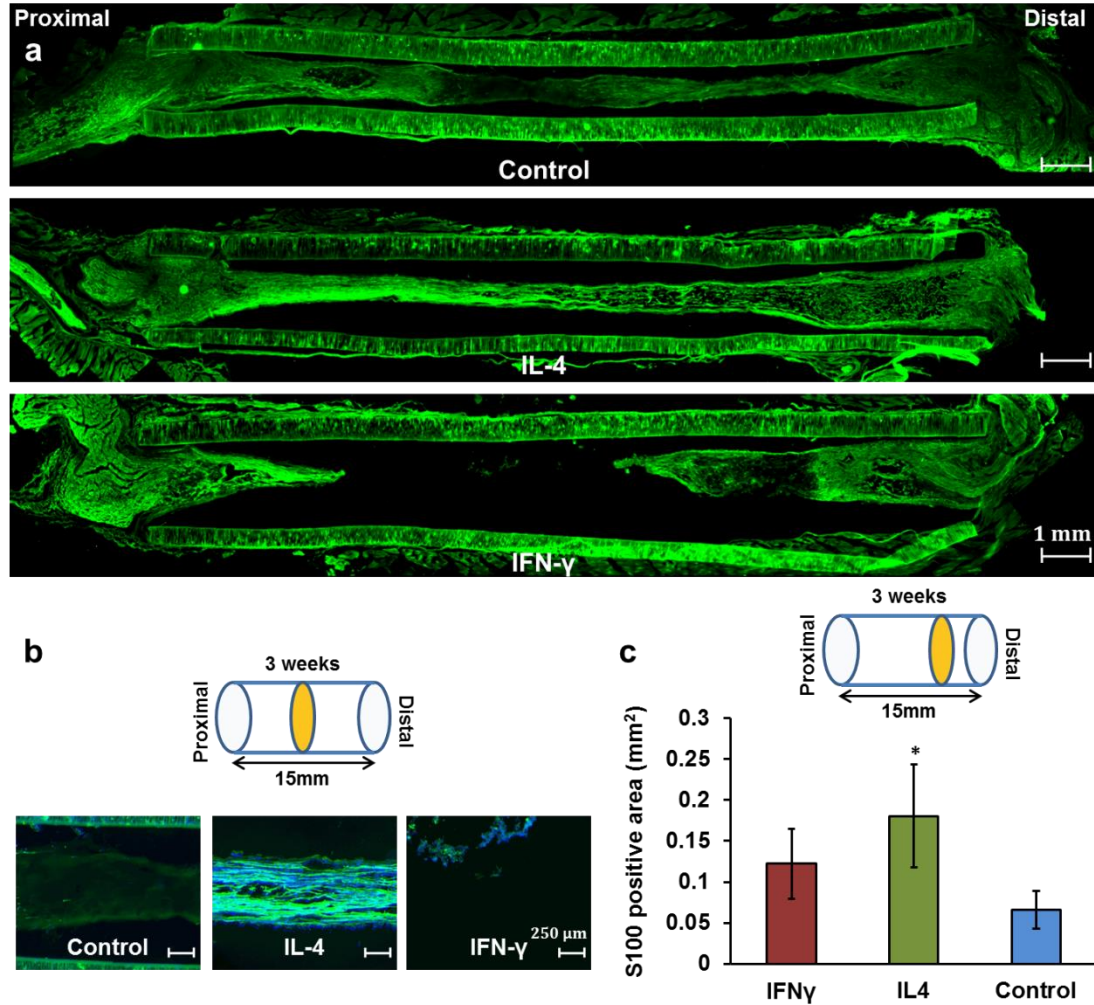 Proximal Distal
a
Control
IL-4
1 mm
IFN-γ
b
3 weeks
Proximal
Distal
15mm
Control
IL-4
IFN-γ
250 µm
c
3 weeks
Proximal
Distal
15mm
S100 positive area (mm²)
0.3
0.25
0.2
0.15
0.1
0.05
0
*
IFNγ IL4 Control